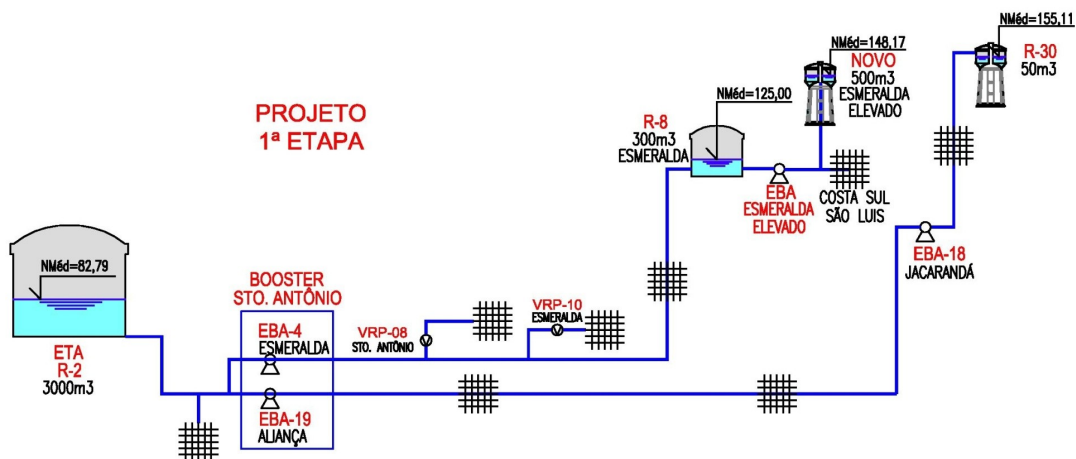 PROJETO
1ª ETAPA
NMéd=82,79
ETA
R-2
3000m3
BOOSTER
STO. ANTÔNIO
EBA-4
ESMERALDA
EBA-19
ALIANÇA
VRP-08
STO. ANTÔNIO
VRP-10
ESMERALDA
R-8
300m3
ESMERALDA
NMéd=125,00
EBA
ESMERALDA
ELEVADO
NMéd=148,17
NOVO
500m3
ESMERALDA
ELEVADO
COSTA SUL
SÃO LUIS
EBA-18
JACARANDÁ
NMéd=155,11
R-30
50m3